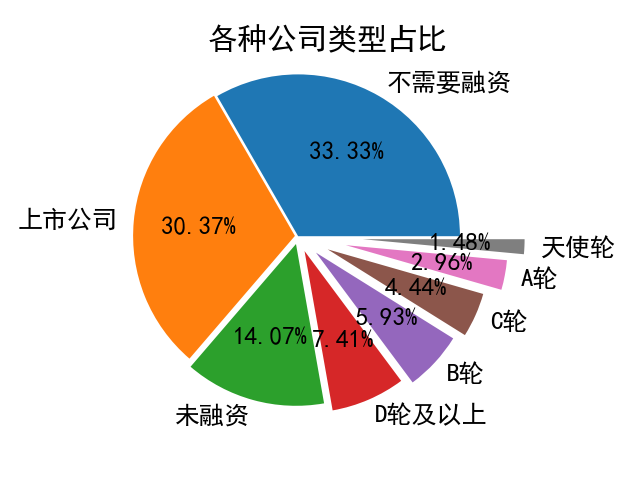 各种公司类型占比
不需要融资
33.33%
上市公司
30.37%
未融资
14.07%
D轮及以上
7.41%
B轮
5.93%
C轮
4.44%
A轮
2.96%
天使轮
1.48%